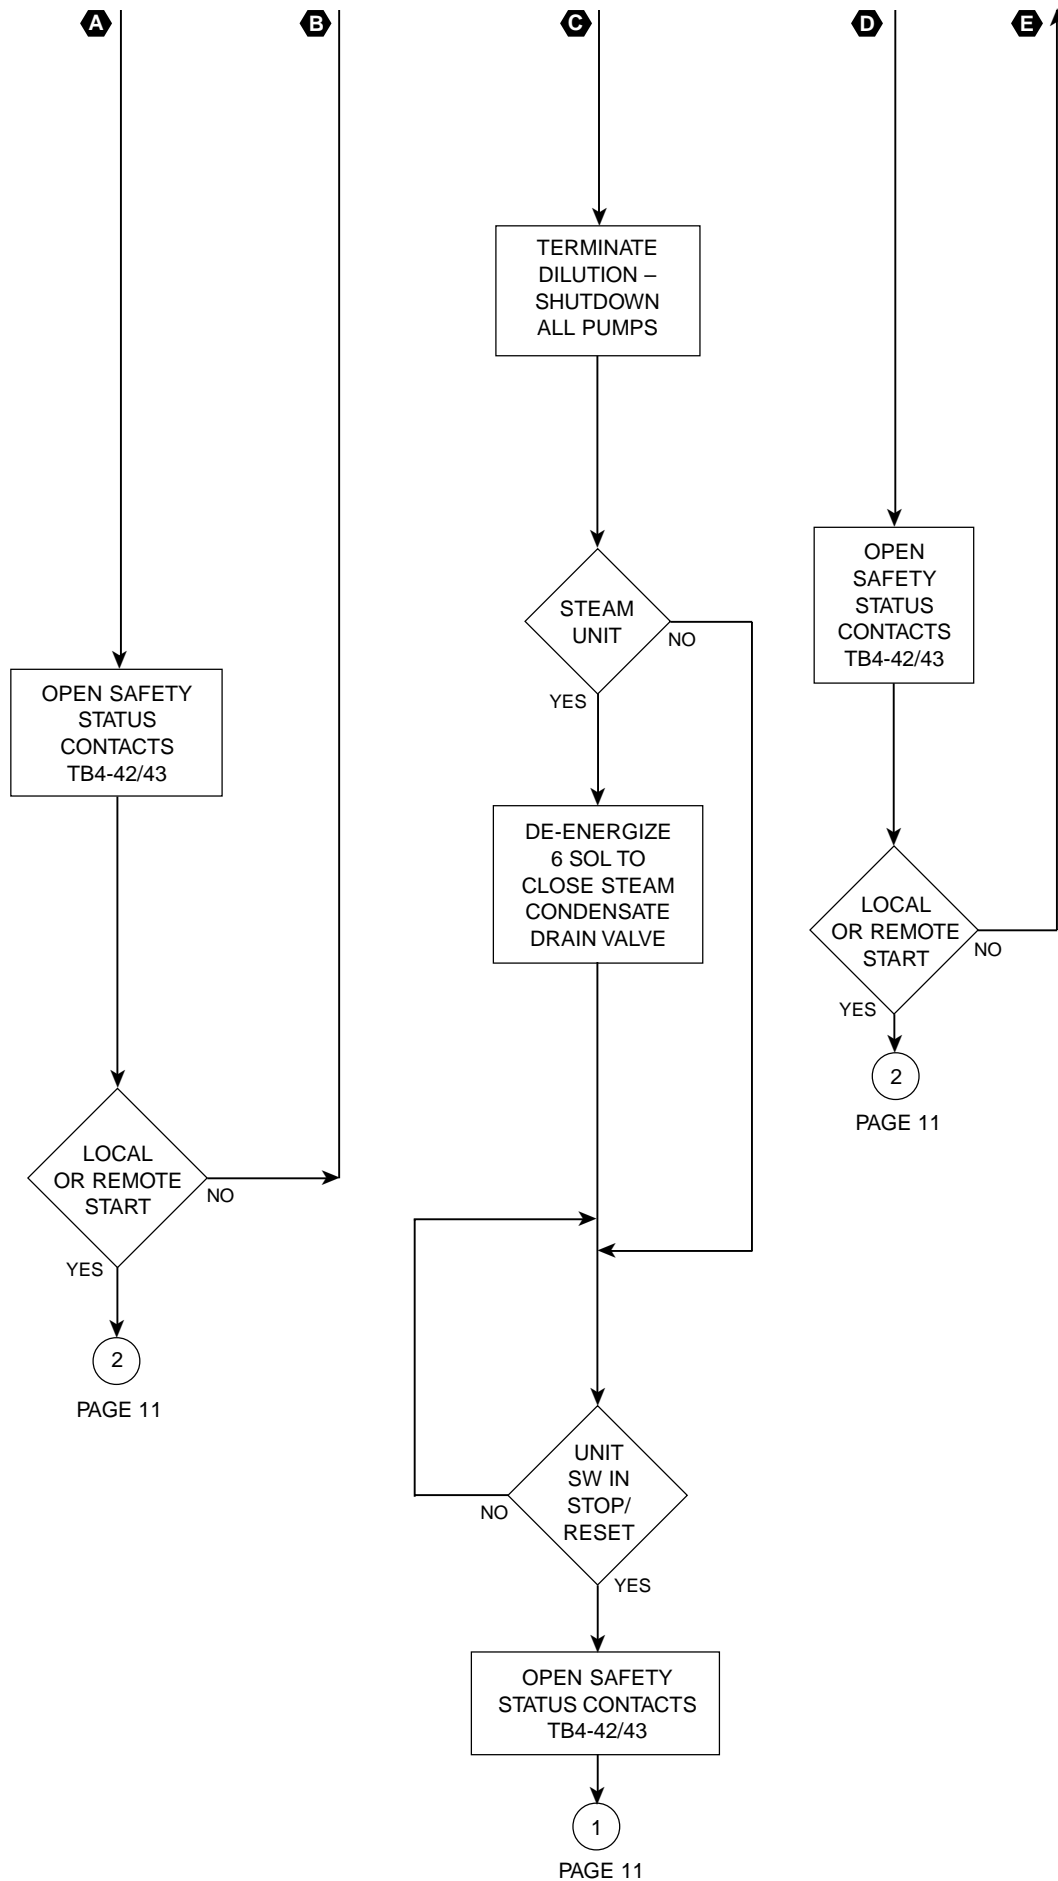 A
B
C
D
E
TERMINATE
DILUTION –
SHUTDOWN
ALL PUMPS
STEAM
UNIT
NO
YES
OPEN
SAFETY
STATUS
CONTACTS
TB4-42/43
OPEN SAFETY
STATUS
CONTACTS
TB4-42/43
DE-ENERGIZE
6 SOL TO
CLOSE STEAM
CONDENSATE
DRAIN VALVE
LOCAL
OR REMOTE
START
NO
YES
2
PAGE 11
LOCAL
OR REMOTE
START
NO
YES
2
PAGE 11
UNIT
SW IN
STOP/
RESET
NO
YES
OPEN SAFETY
STATUS CONTACTS
TB4-42/43
1
PAGE 11